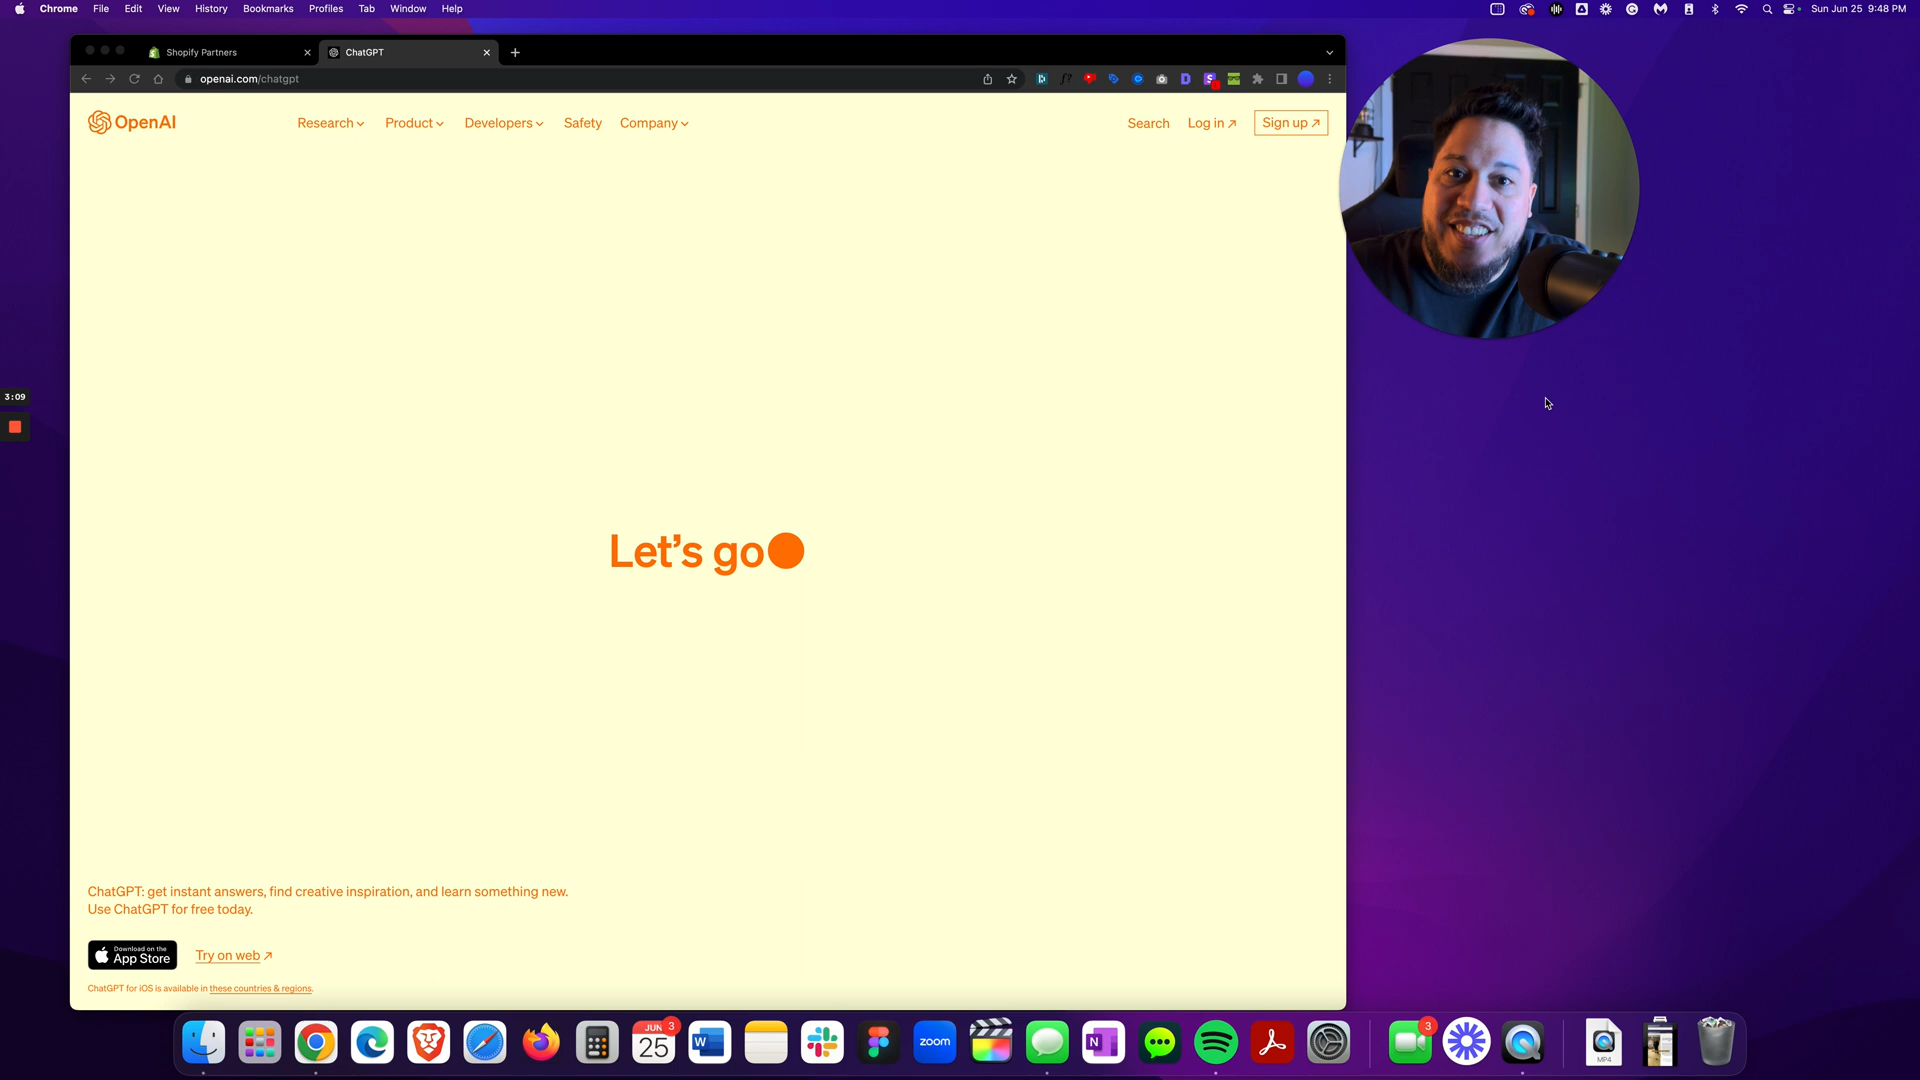 Chrome File Edit View History Bookmarks Profiles Tab Window Help Sun Jun 25 9:48 PM
Shopify Partners ChatGPT
openai.com/chatgpt
OpenAI Research Product Developers Safety Company Search Log in ↗ Sign up ↗
3:09
Let's go
ChatGPT: get instant answers, find creative inspiration, and learn something new.
Use ChatGPT for free today.
Download on the
App Store
Try on web ↗
ChatGPT for iOS is available in these countries & regions.
JUN 3
25
W
zoom
N
3
MP4